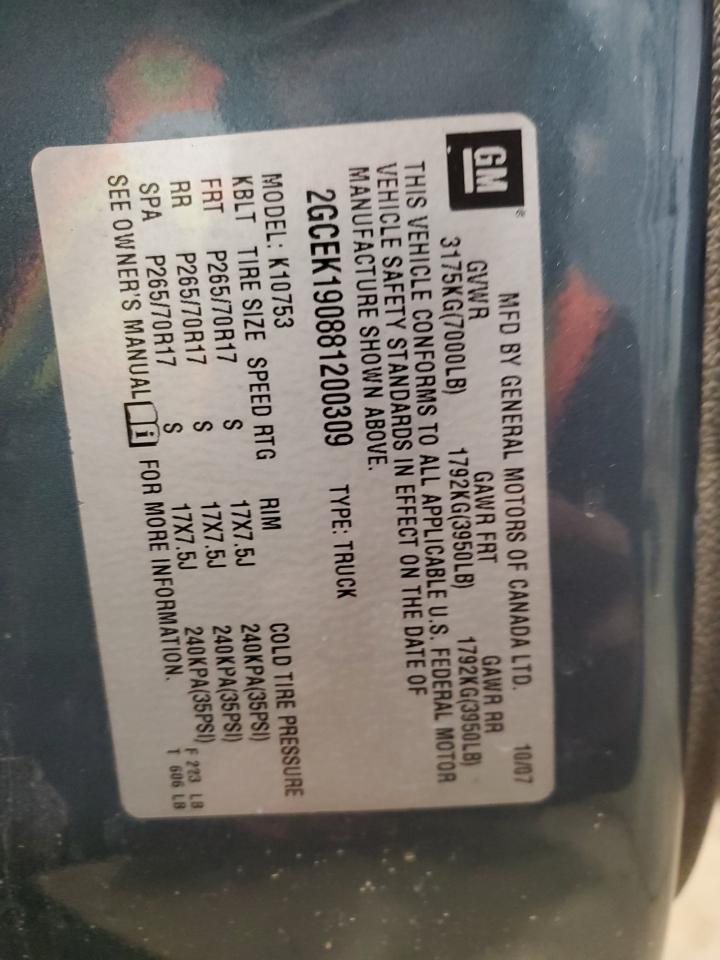 GM®
MFD BY GENERAL MOTORS OF CANADA LTD. 10/07
GVWR GAWR FRT GAWR RR
3175KG(7000LB) 1792KG(3950LB) 1792KG(3950LB)
THIS VEHICLE CONFORMS TO ALL APPLICABLE U.S. FEDERAL MOTOR
VEHICLE SAFETY STANDARDS IN EFFECT ON THE DATE OF
MANUFACTURE SHOWN ABOVE.
2GCEK190881200309 TYPE: TRUCK
MODEL: K10753
KBLT TIRE SIZE SPEED RTG RIM COLD TIRE PRESSURE
FRT P265/70R17 S 17X7.5J 240KPA(35PSI)
RR P265/70R17 S 17X7.5J 240KPA(35PSI)
SPA P265/70R17 S 17X7.5J 240KPA(35PSI)
SEE OWNER'S MANUAL FOR MORE INFORMATION.
F 223 LB
T 606 LB